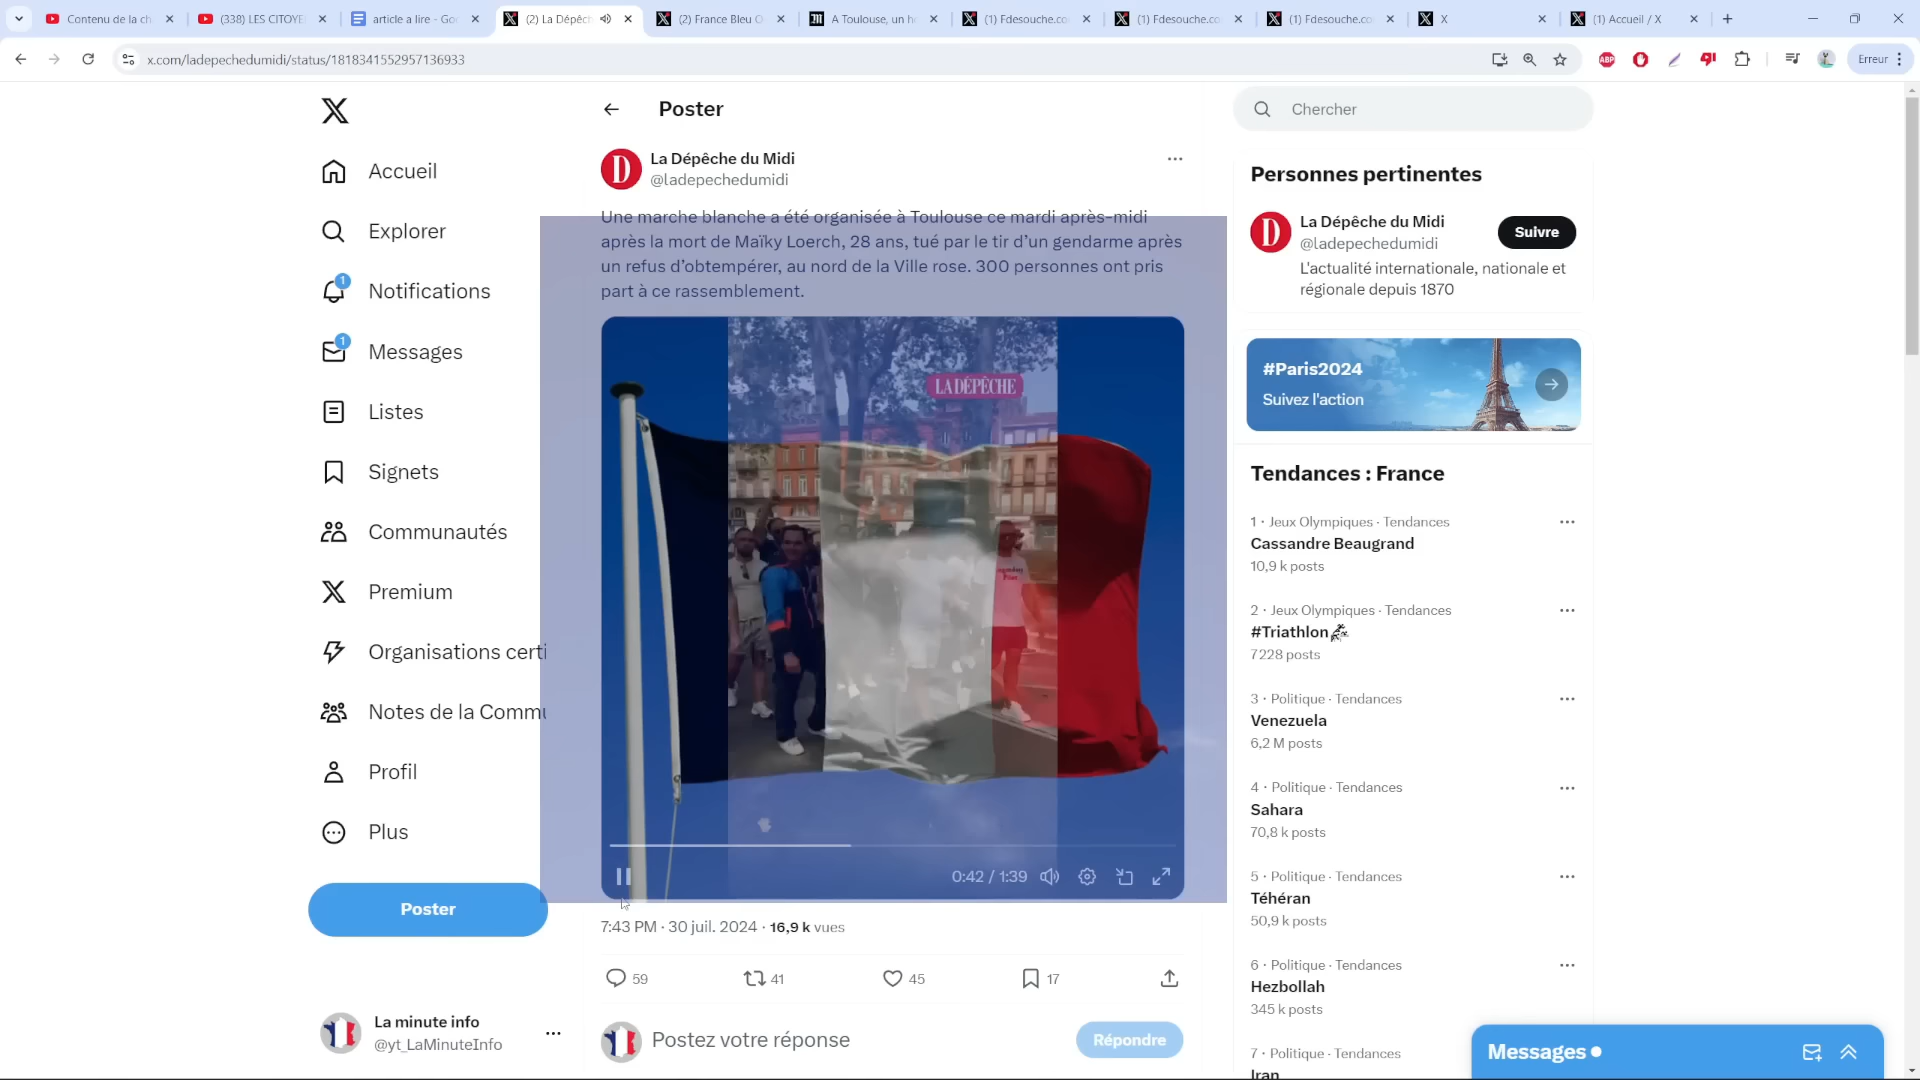 (2) La Dépêch
(2) France Bleu O
A Toulouse, un h
(1) Fdesouche.co
(1) Fdesouche.co
(1) Fdesouche.co
X
(1) Accueil / X
Contenu de la ch
(338) LES CITOYE
article a lire - Go
x.com/ladepechedumidi/status/1818341552957136933
ABP
Erreur
Accueil
Explorer
1
Notifications
1
Messages
Listes
Signets
Communautés
Premium
Organisations certi
Notes de la Commu
Profil
Plus
Poster
La minute info
@yt_LaMinuteInfo
Poster
D
La Dépêche du Midi
@ladepechedumidi
Une marche blanche a été organisée à Toulouse ce mardi après-midi
après la mort de Maïky Loerch, 28 ans, tué par le tir d’un gendarme après
un refus d’obtempérer, au nord de la Ville rose. 300 personnes ont pris
part à ce rassemblement.
LA DÉPÊCHE
0:42 / 1:39
7:43 PM · 30 juil. 2024 · 16,9 k vues
59
41
45
17
Postez votre réponse
Répondre
Chercher
Personnes pertinentes
D
La Dépêche du Midi
@ladepechedumidi
Suivre
L'actualité internationale, nationale et
régionale depuis 1870
#Paris2024
Suivez l'action
Tendances : France
1 · Jeux Olympiques · Tendances
Cassandre Beaugrand
10,9 k posts
2 · Jeux Olympiques · Tendances
#Triathlon
7 228 posts
3 · Politique · Tendances
Venezuela
6,2 M posts
4 · Politique · Tendances
Sahara
70,8 k posts
5 · Politique · Tendances
Téhéran
50,9 k posts
6 · Politique · Tendances
Hezbollah
345 k posts
7 · Politique · Tendances
Iran
Messages